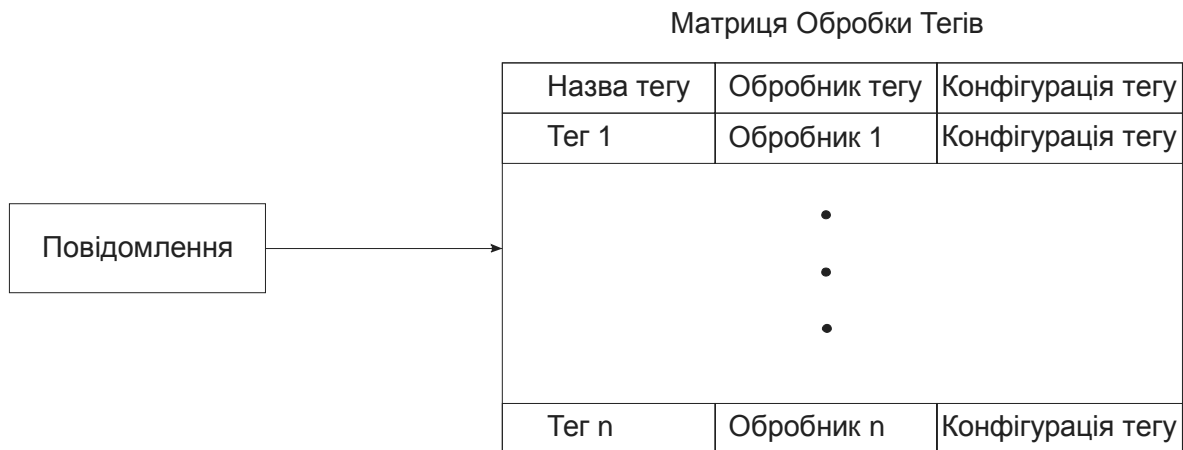 Матриця Обробки Тегів
Назва тегу Обробник тегу Конфігурація тегу
Тег 1 Обробник 1 Конфігурація тегу
Повідомлення
Тег n Обробник n Конфігурація тегу